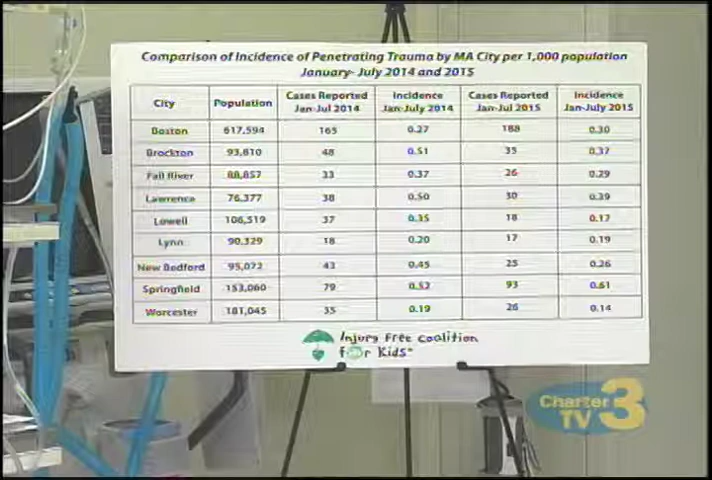 Comparison of Incidence of Penetrating Trauma by MA City per 1,000 population
January- July 2014 and 2015
City Population Cases Reported Jan-Jul 2014 Incidence Jan-July 2014 Cases Reported Jan-Jul 2015 Incidence Jan-July 2015
Boston 617,594 165 0.27 188 0.30
Brockton 93,810 48 0.51 35 0.37
Fall River 88,857 33 0.37 26 0.29
Lawrence 76,377 38 0.50 30 0.39
Lowell 106,519 37 0.35 18 0.17
Lynn 90,329 18 0.20 17 0.19
New Bedford 95,072 43 0.45 25 0.26
Springfield 153,060 79 0.52 93 0.61
Worcester 181,045 35 0.19 26 0.14
Injury Free Coalition
for Kids
Charter
TV 3